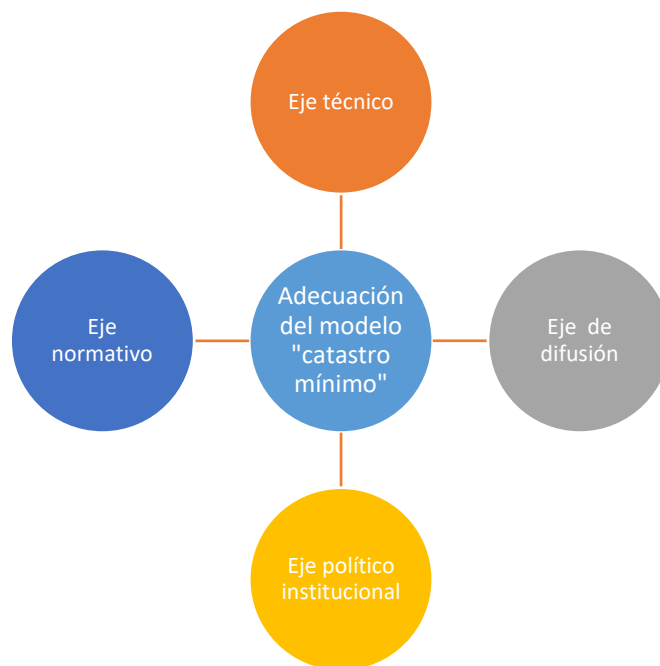 Eje técnico
Eje
normativo
Adecuación
del modelo
"catastro
mínimo"
Eje de
difusión
Eje político
institucional